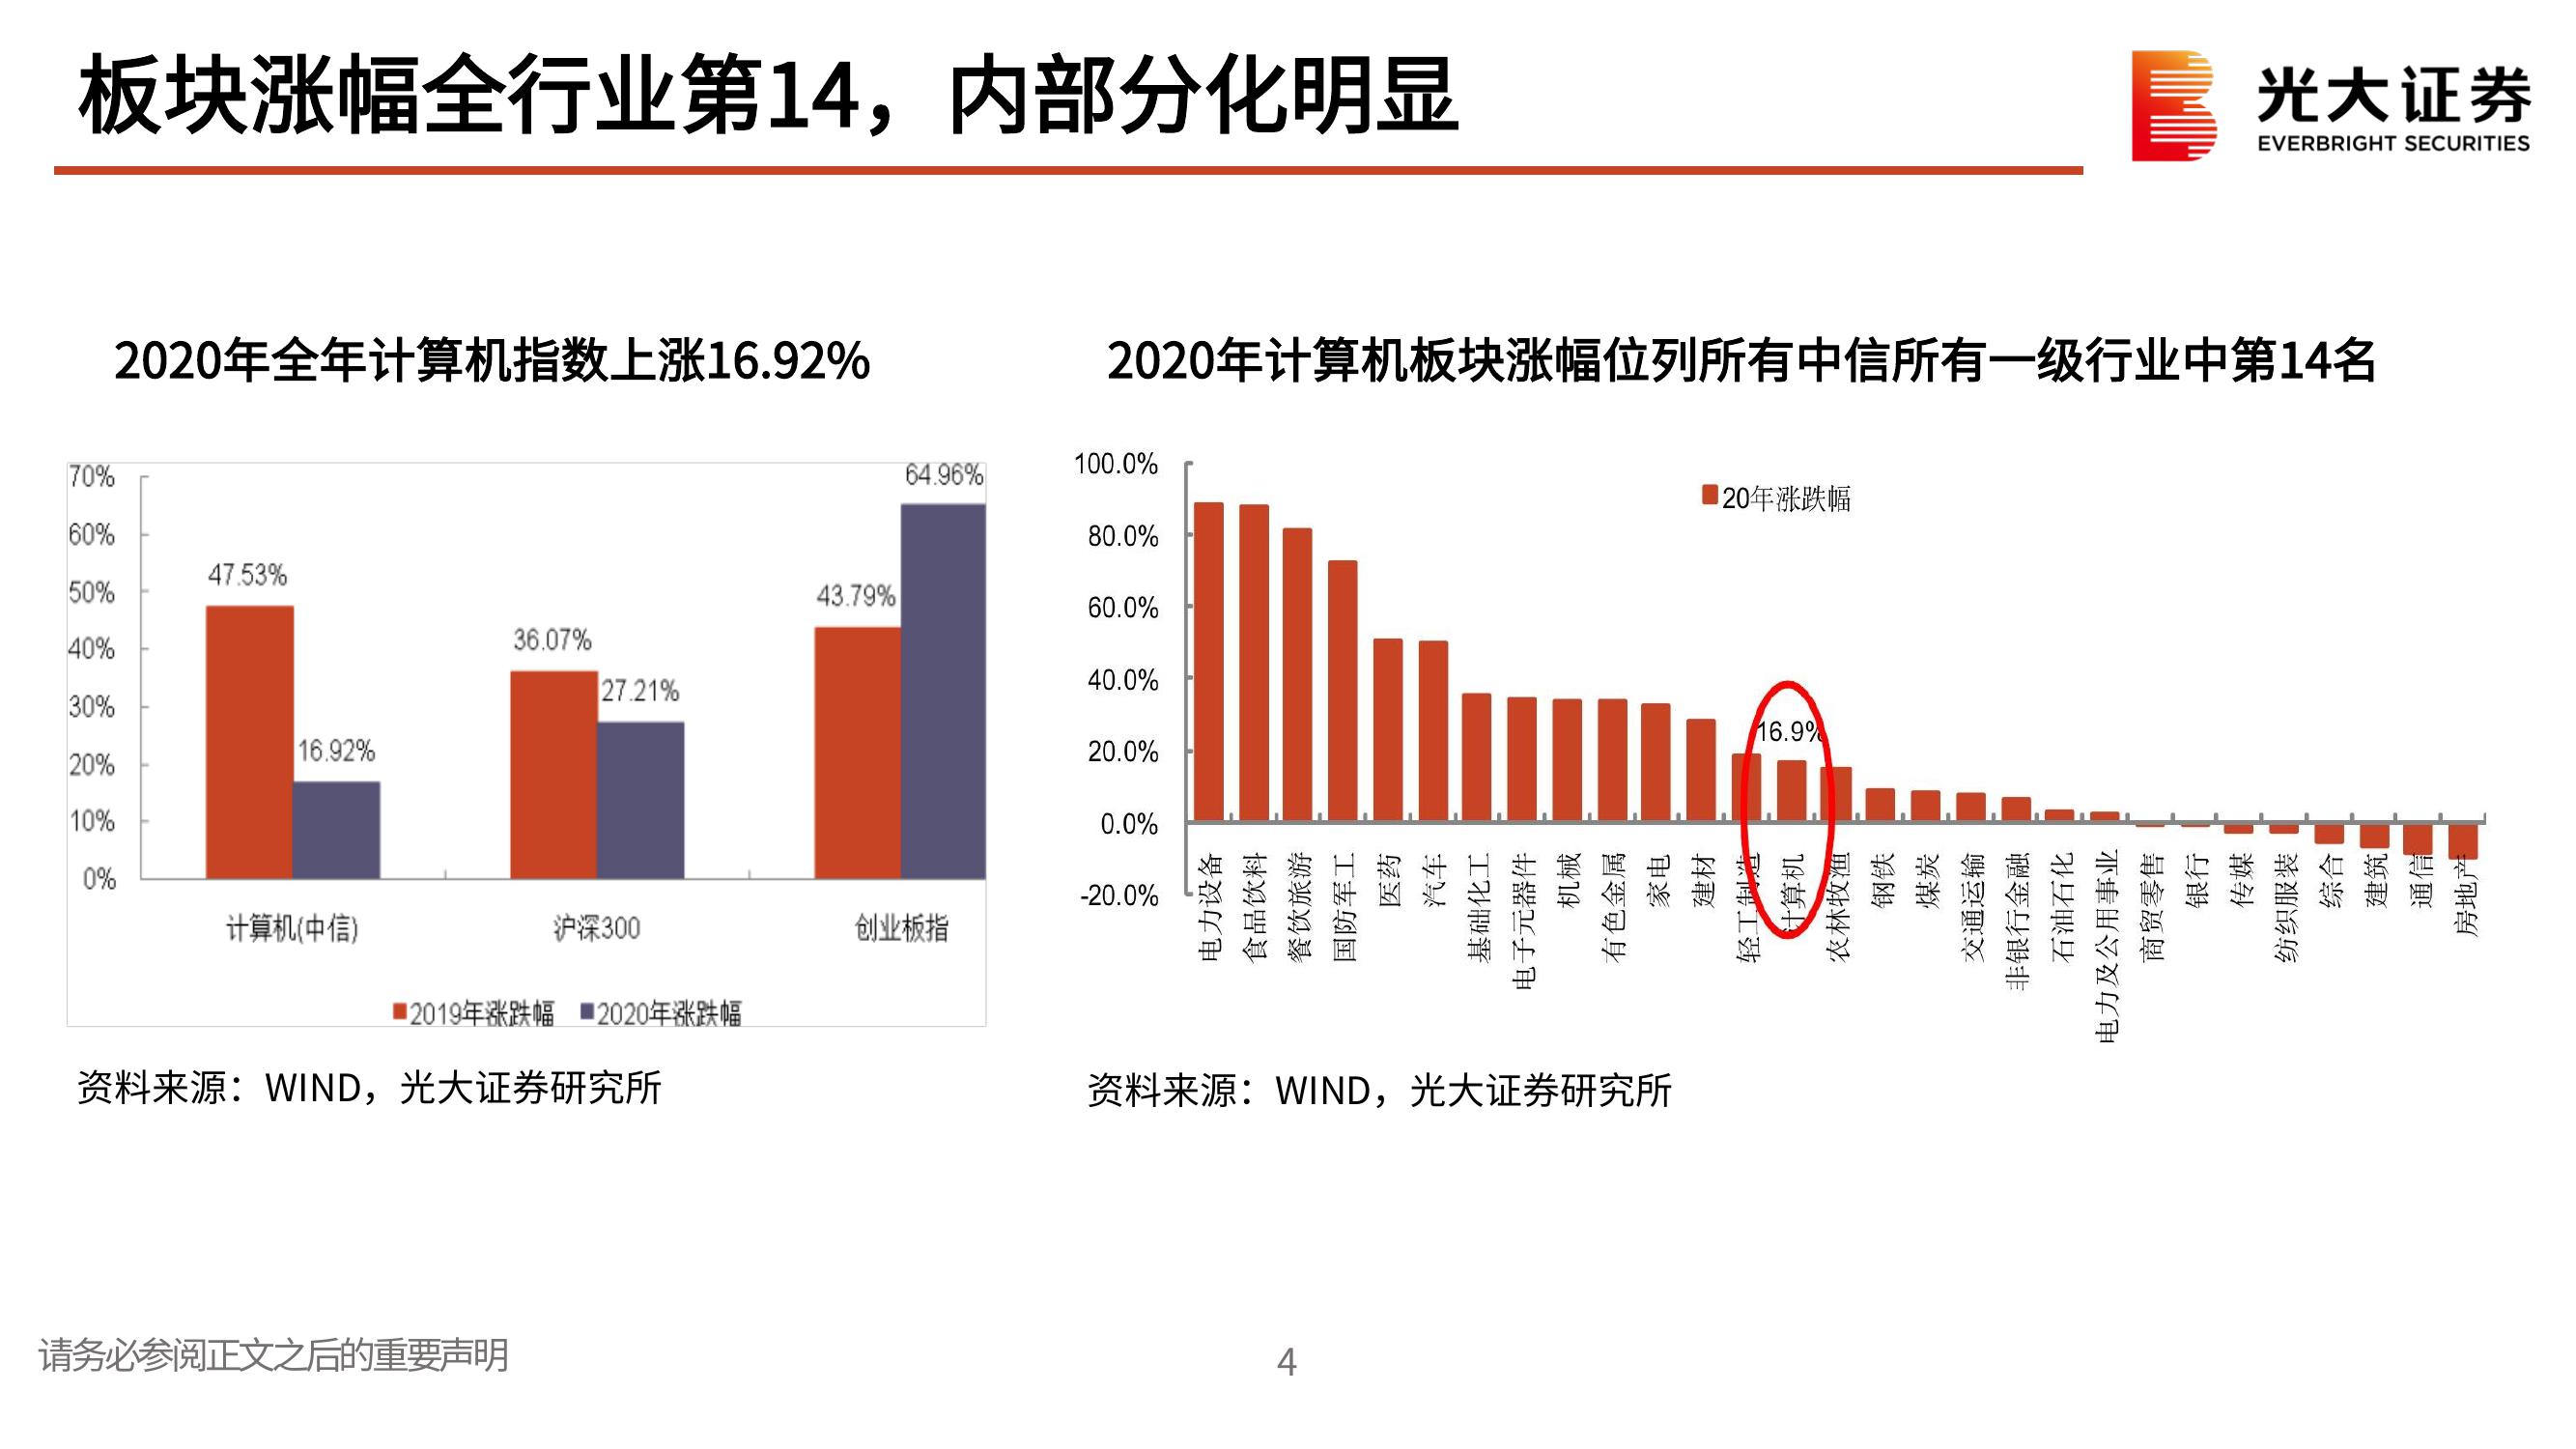 板块涨幅全行业第14，内部分化明显
光大证券
EVERBRIGHT SECURITIES
2020年全年计算机指数上涨16.92%
70%
60%
50%
40%
30%
20%
10%
0%
47.53%
16.92%
36.07%
27.21%
43.79%
64.96%
计算机(中信)
沪深300
创业板指
2019年涨跌幅
2020年涨跌幅
资料来源：WIND，光大证券研究所
2020年计算机板块涨幅位列所有中信所有一级行业中第14名
100.0%
80.0%
60.0%
40.0%
20.0%
0.0%
-20.0%
20年涨跌幅
16.9%
电力设备
食品饮料
餐饮旅游
国防军工
医药
汽车
基础化工
电子元器件
机械
有色金属
家电
建材
轻工制造
计算机
农林牧渔
钢铁
煤炭
交通运输
非银行金融
石油石化
电力及公用事业
商贸零售
银行
传媒
纺织服装
综合
建筑
通信
房地产
资料来源：WIND，光大证券研究所
请务必参阅正文之后的重要声明
4